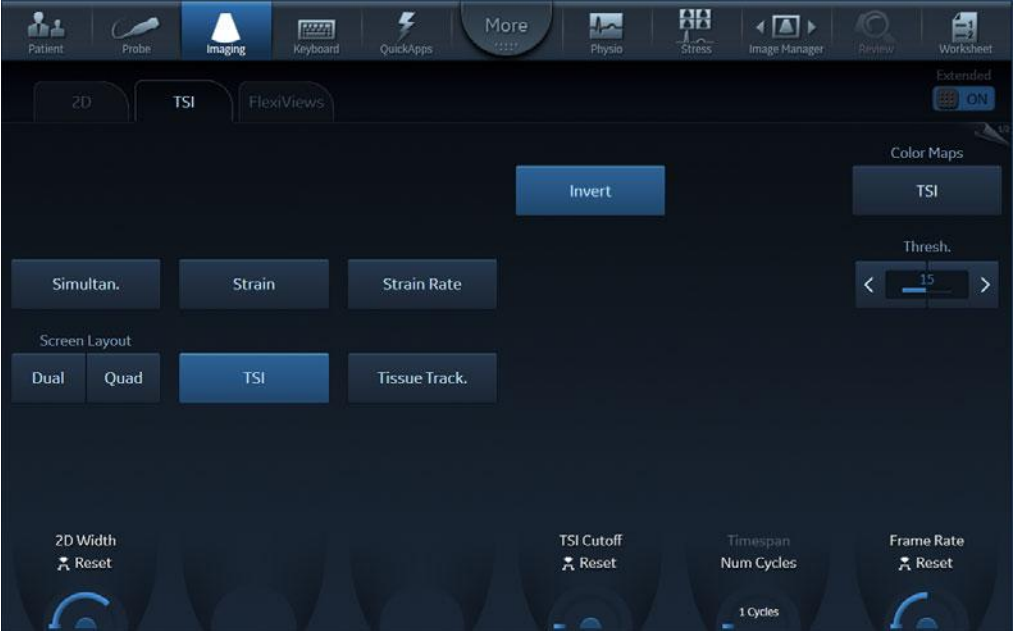 Patient
Probe
Imaging
Keyboard
QuickApps
More
Physio
Stress
Image Manager
Review
Worksheet
2D
TSI
FlexiViews
Extended
ON
1/2
Color Maps
Invert
TSI
Thresh.
15
Simultan.
Strain
Strain Rate
Screen Layout
Dual
Quad
TSI
Tissue Track.
2D Width
Reset
TSI Cutoff
Reset
Timespan
Num Cycles
1 Cycles
Frame Rate
Reset